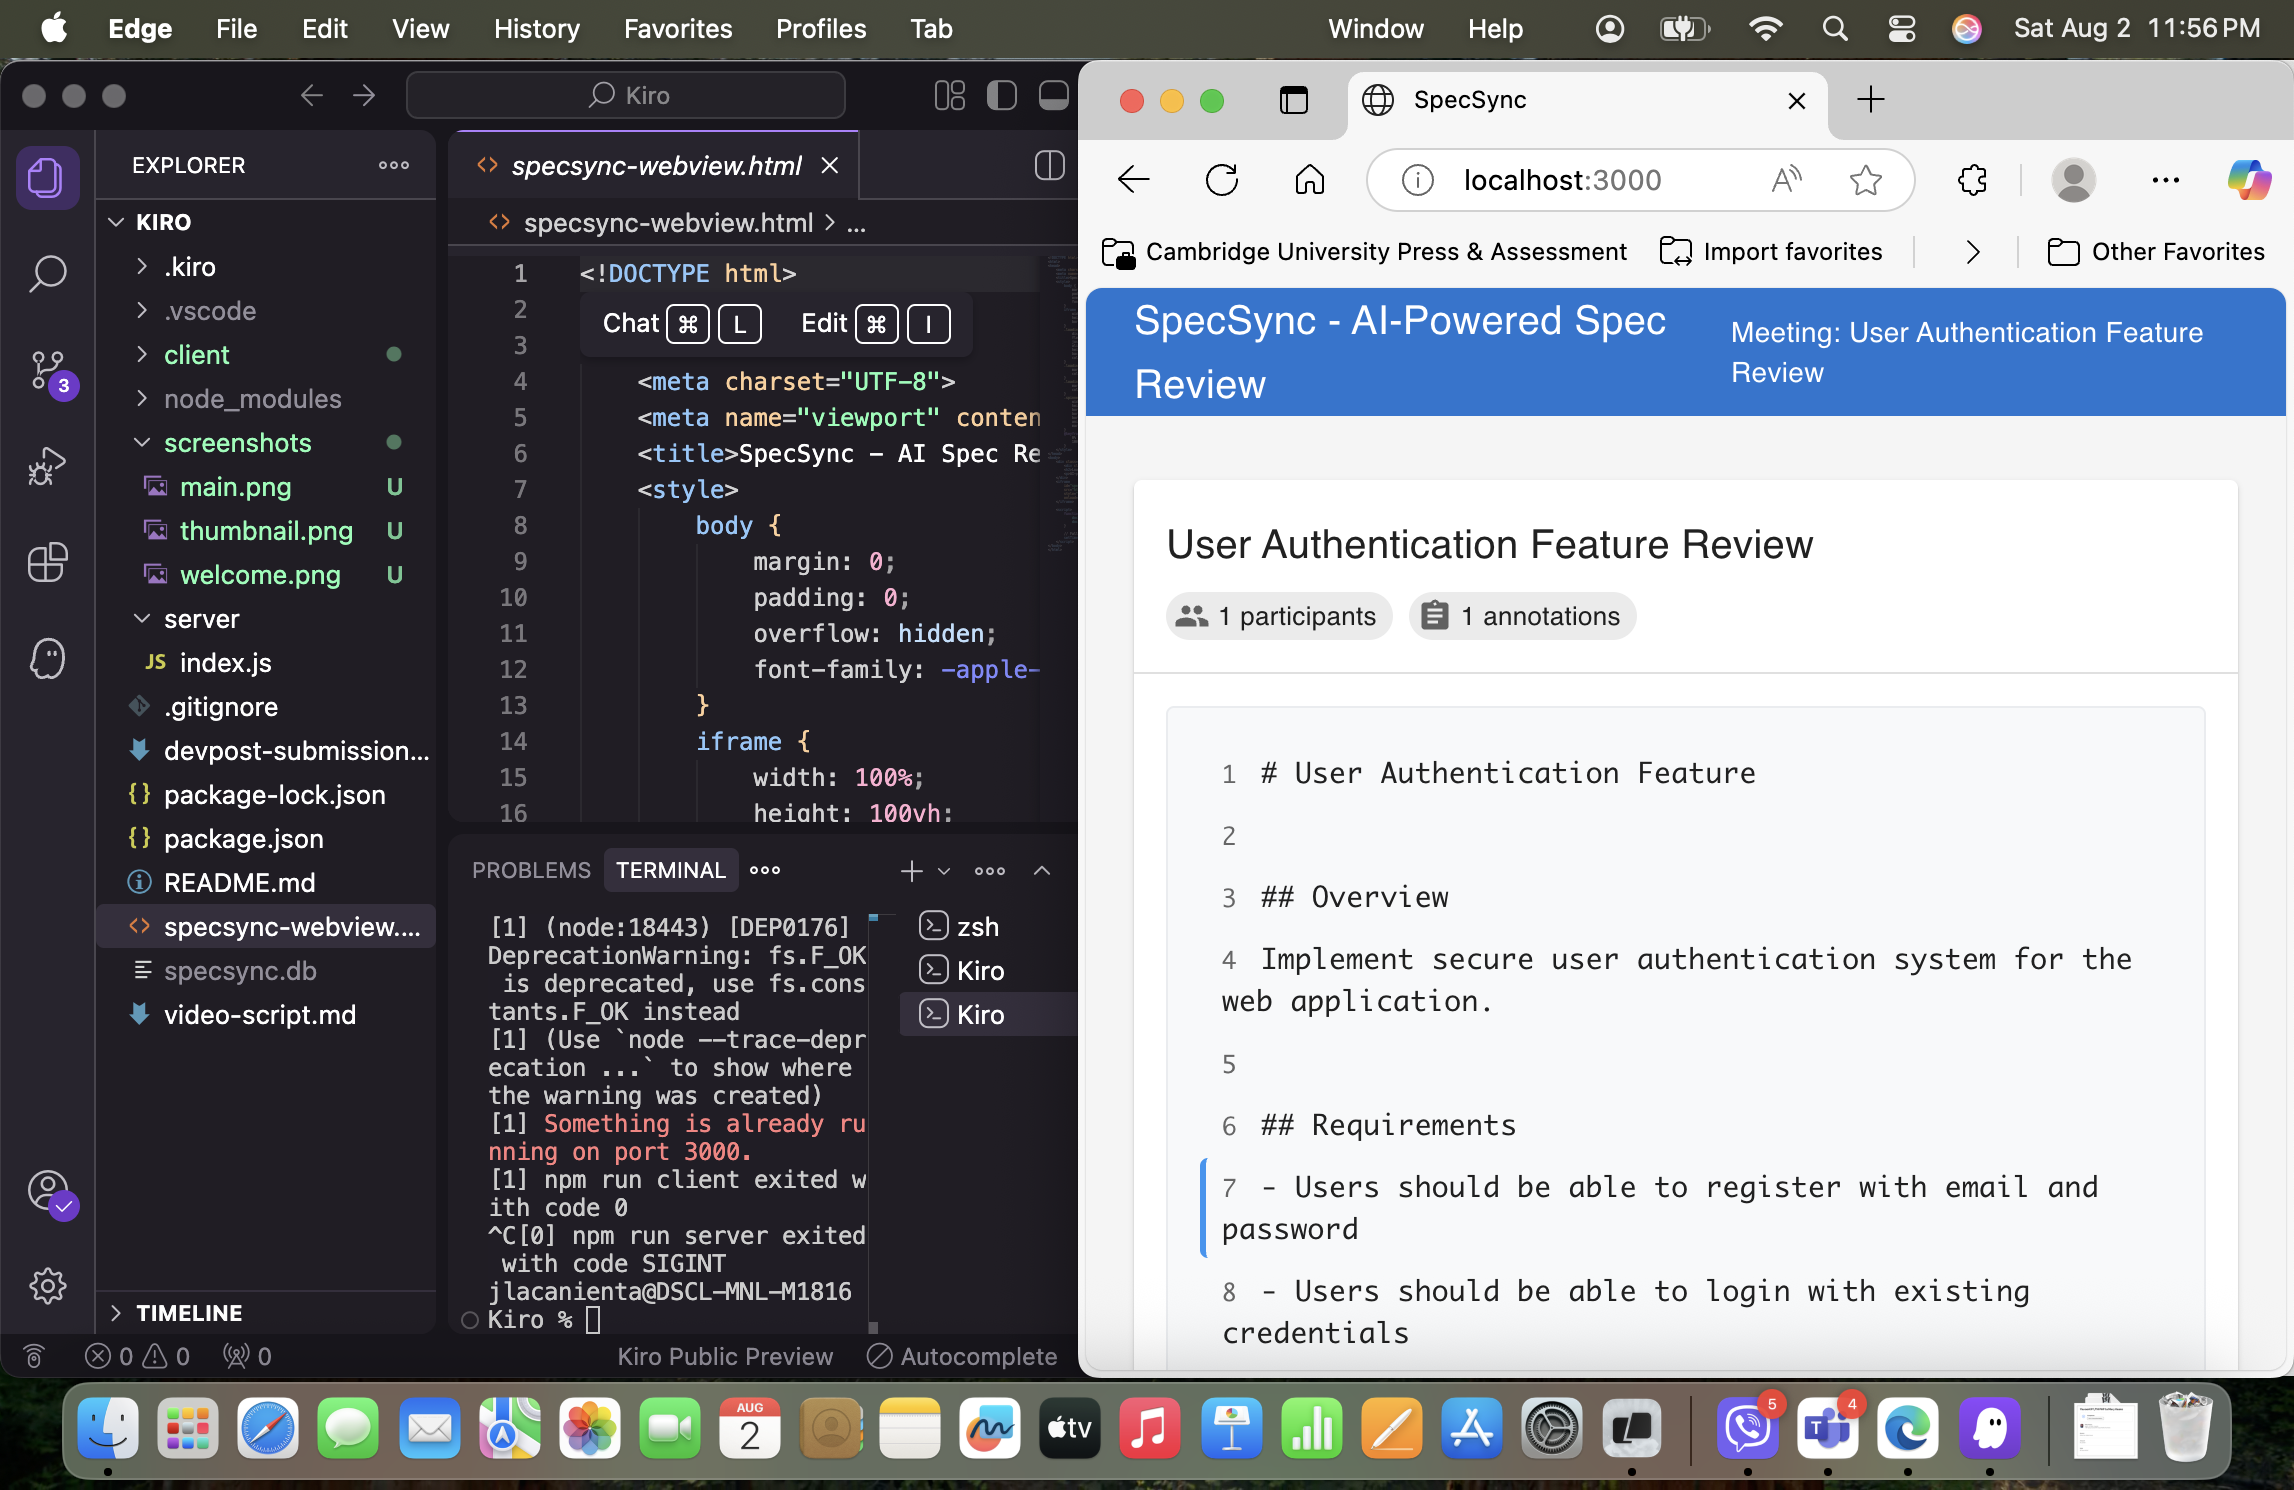 Edge File Edit View History Favorites Profiles Tab Window Help Sat Aug 2 11:56 PM
Kiro
EXPLORER
KIRO
.kiro
.vscode
client
node_modules
screenshots
main.png U
thumbnail.png U
welcome.png U
server
JS index.js
.gitignore
devpost-submission...
{} package-lock.json
{} package.json
README.md
<> specsync-webview....
specsync.db
video-script.md
TIMELINE
3
<> specsync-webview.html
<> specsync-webview.html > ...
1 <!DOCTYPE html>
2
Chat ⌘ L Edit ⌘ I
3
4 <meta charset="UTF-8">
5 <meta name="viewport" conten
6 <title>SpecSync - AI Spec Re
7 <style>
8 body {
9 margin: 0;
10 padding: 0;
11 overflow: hidden;
12 font-family: -apple-
13 }
14 iframe {
15 width: 100%;
16 height: 100vh;
PROBLEMS TERMINAL
[1] (node:18443) [DEP0176]
DeprecationWarning: fs.F_OK
is deprecated, use fs.cons
tants.F_OK instead
[1] (Use `node --trace-depr
ecation ...` to show where
the warning was created)
[1] Something is already ru
nning on port 3000.
[1] npm run client exited w
ith code 0
^C[0] npm run server exited
with code SIGINT
jlacanienta@DSCL-MNL-M1816
Kiro %
zsh
Kiro
Kiro
0 0 0 Kiro Public Preview Autocomplete
SpecSync
localhost:3000
Cambridge University Press & Assessment Import favorites Other Favorites
SpecSync - AI-Powered Spec
Review
Meeting: User Authentication Feature
Review
User Authentication Feature Review
1 participants 1 annotations
1 # User Authentication Feature
2
3 ## Overview
4 Implement secure user authentication system for the
web application.
5
6 ## Requirements
7 - Users should be able to register with email and
password
8 - Users should be able to login with existing
credentials
AUG
2
tv
5
T 4